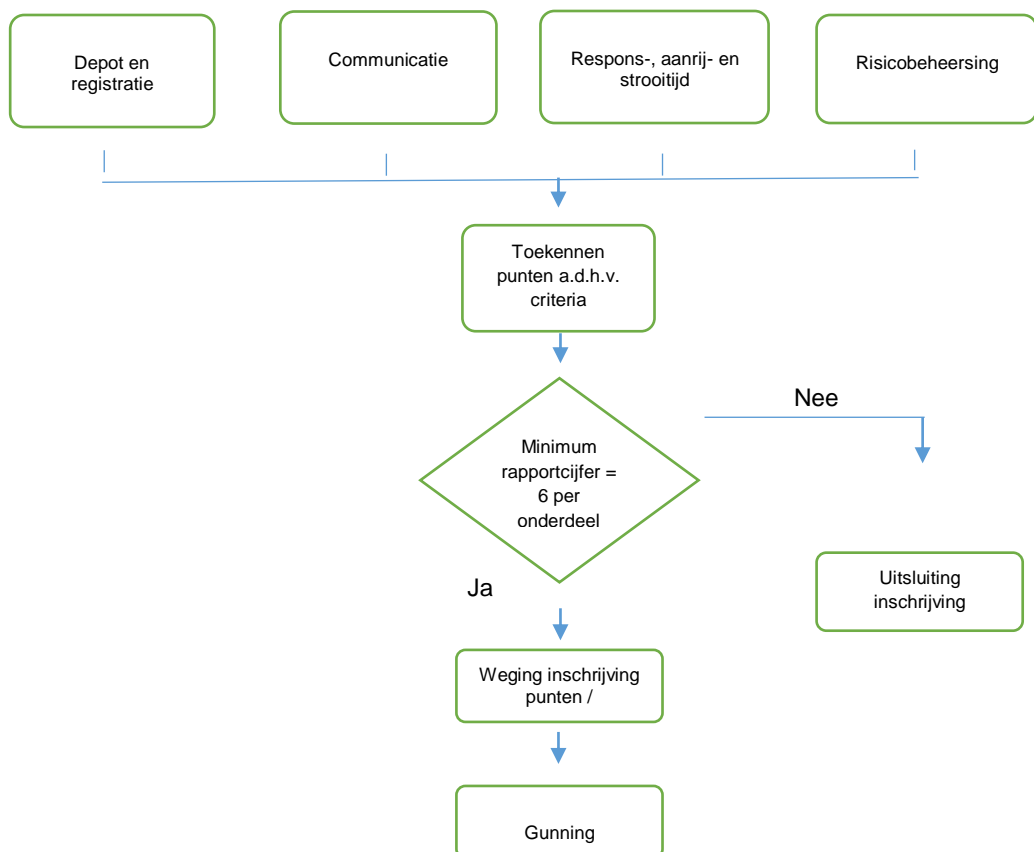 Depot en
registratie
Communicatie
Respons-, aanrij- en
strooitijd
Risicobeheersing
Toekennen
punten a.d.h.v.
criteria
Nee
Minimum
rapportcijfer =
6 per
onderdeel
Ja
Uitsluiting
inschrijving
Weging inschrijving
punten /
Gunning